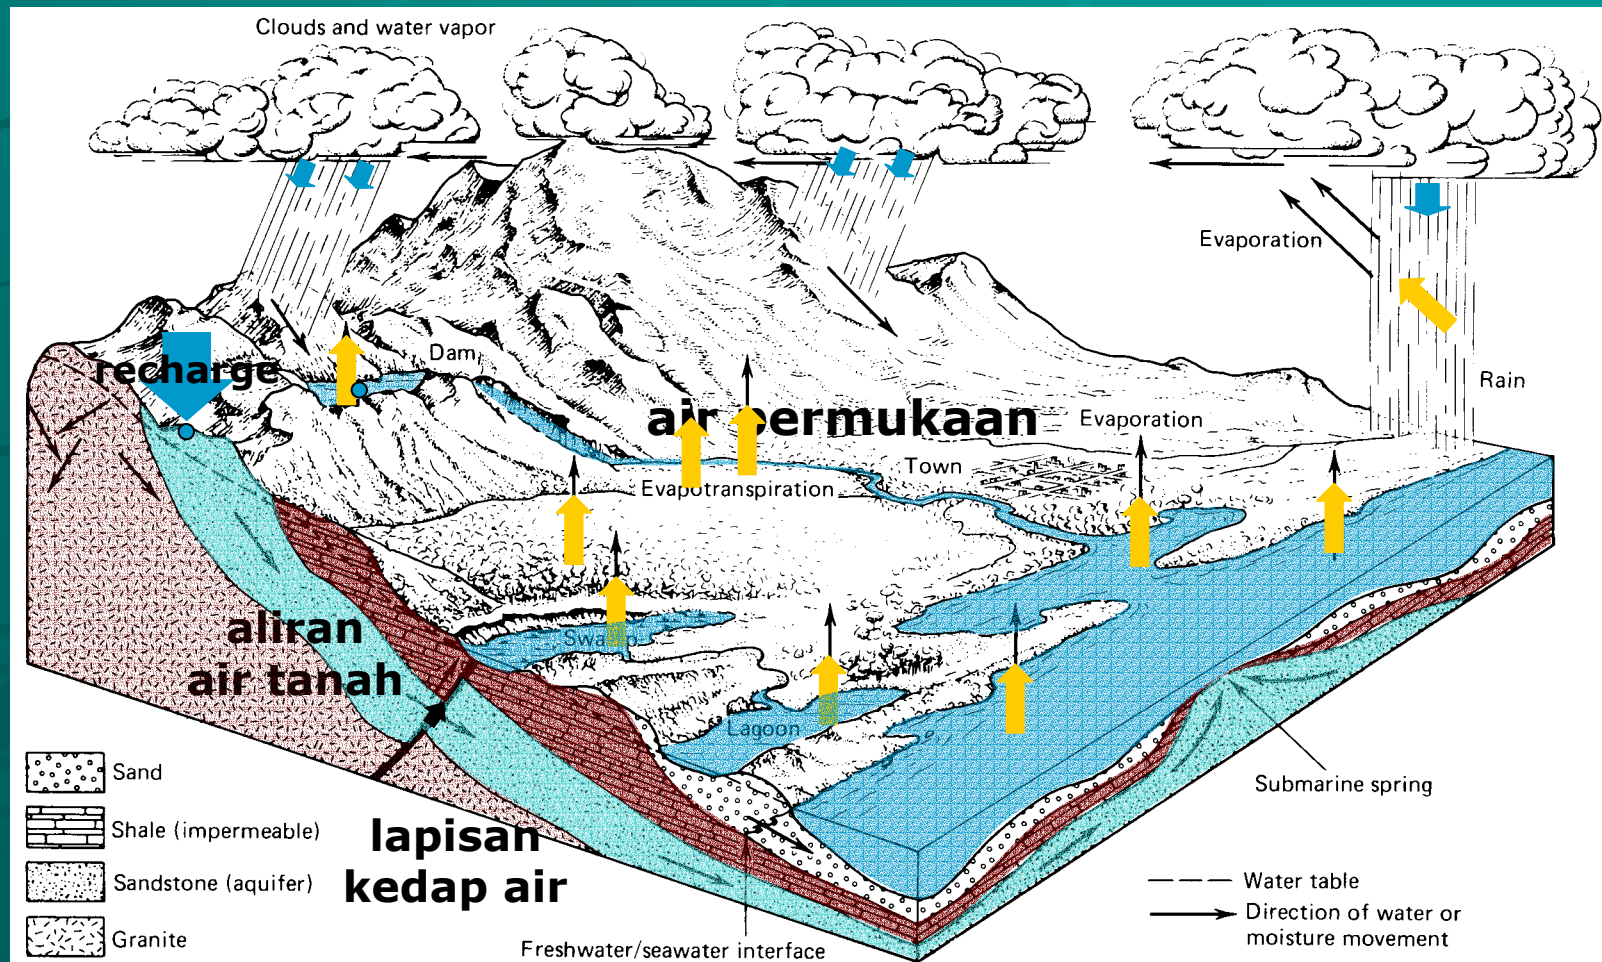 Clouds and water vapor
Evaporation
Dam
recharge
Rain
air permukaan
Evaporation
Town
Evapotranspiration
aliran
air tanah
Swamp
Lagoon
Submarine spring
Sand
Shale (impermeable)
Sandstone (aquifer)
Granite
lapisan
kedap air
Freshwater/seawater interface
Water table
Direction of water or
moisture movement